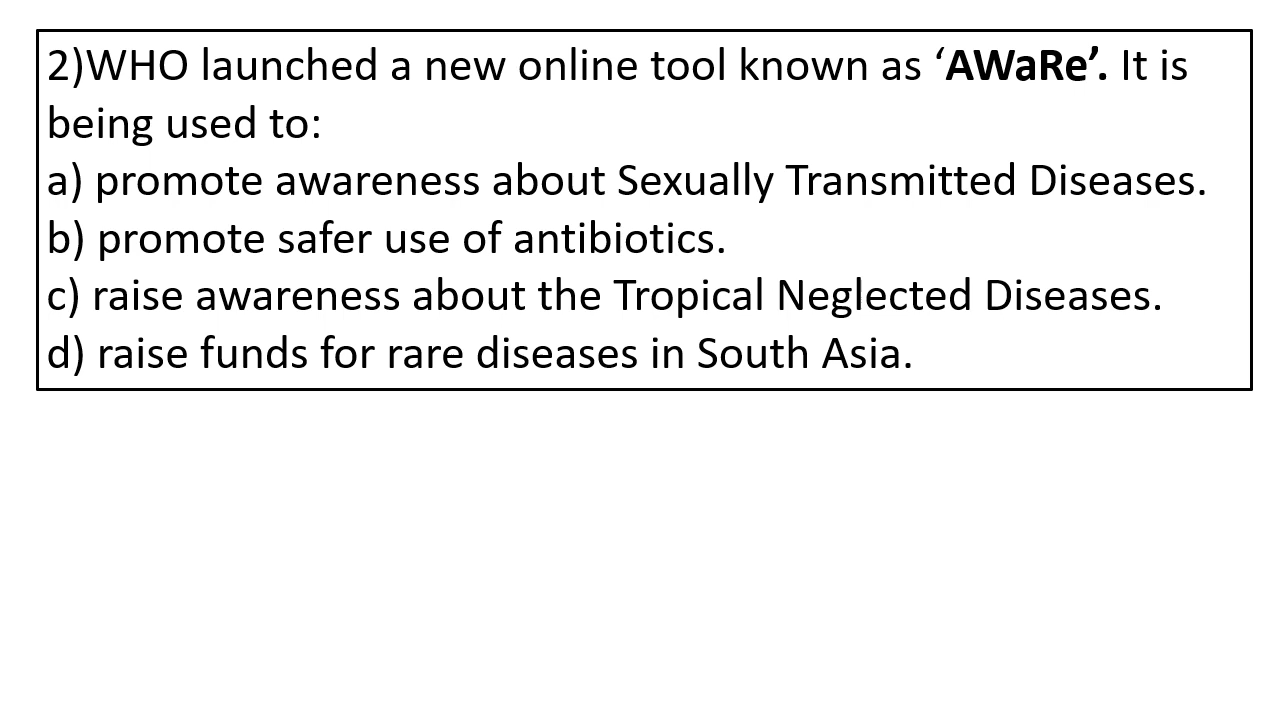 2)WHO launched a new online tool known as ‘AWaRe’. It is
being used to:
a) promote awareness about Sexually Transmitted Diseases.
b) promote safer use of antibiotics.
c) raise awareness about the Tropical Neglected Diseases.
d) raise funds for rare diseases in South Asia.